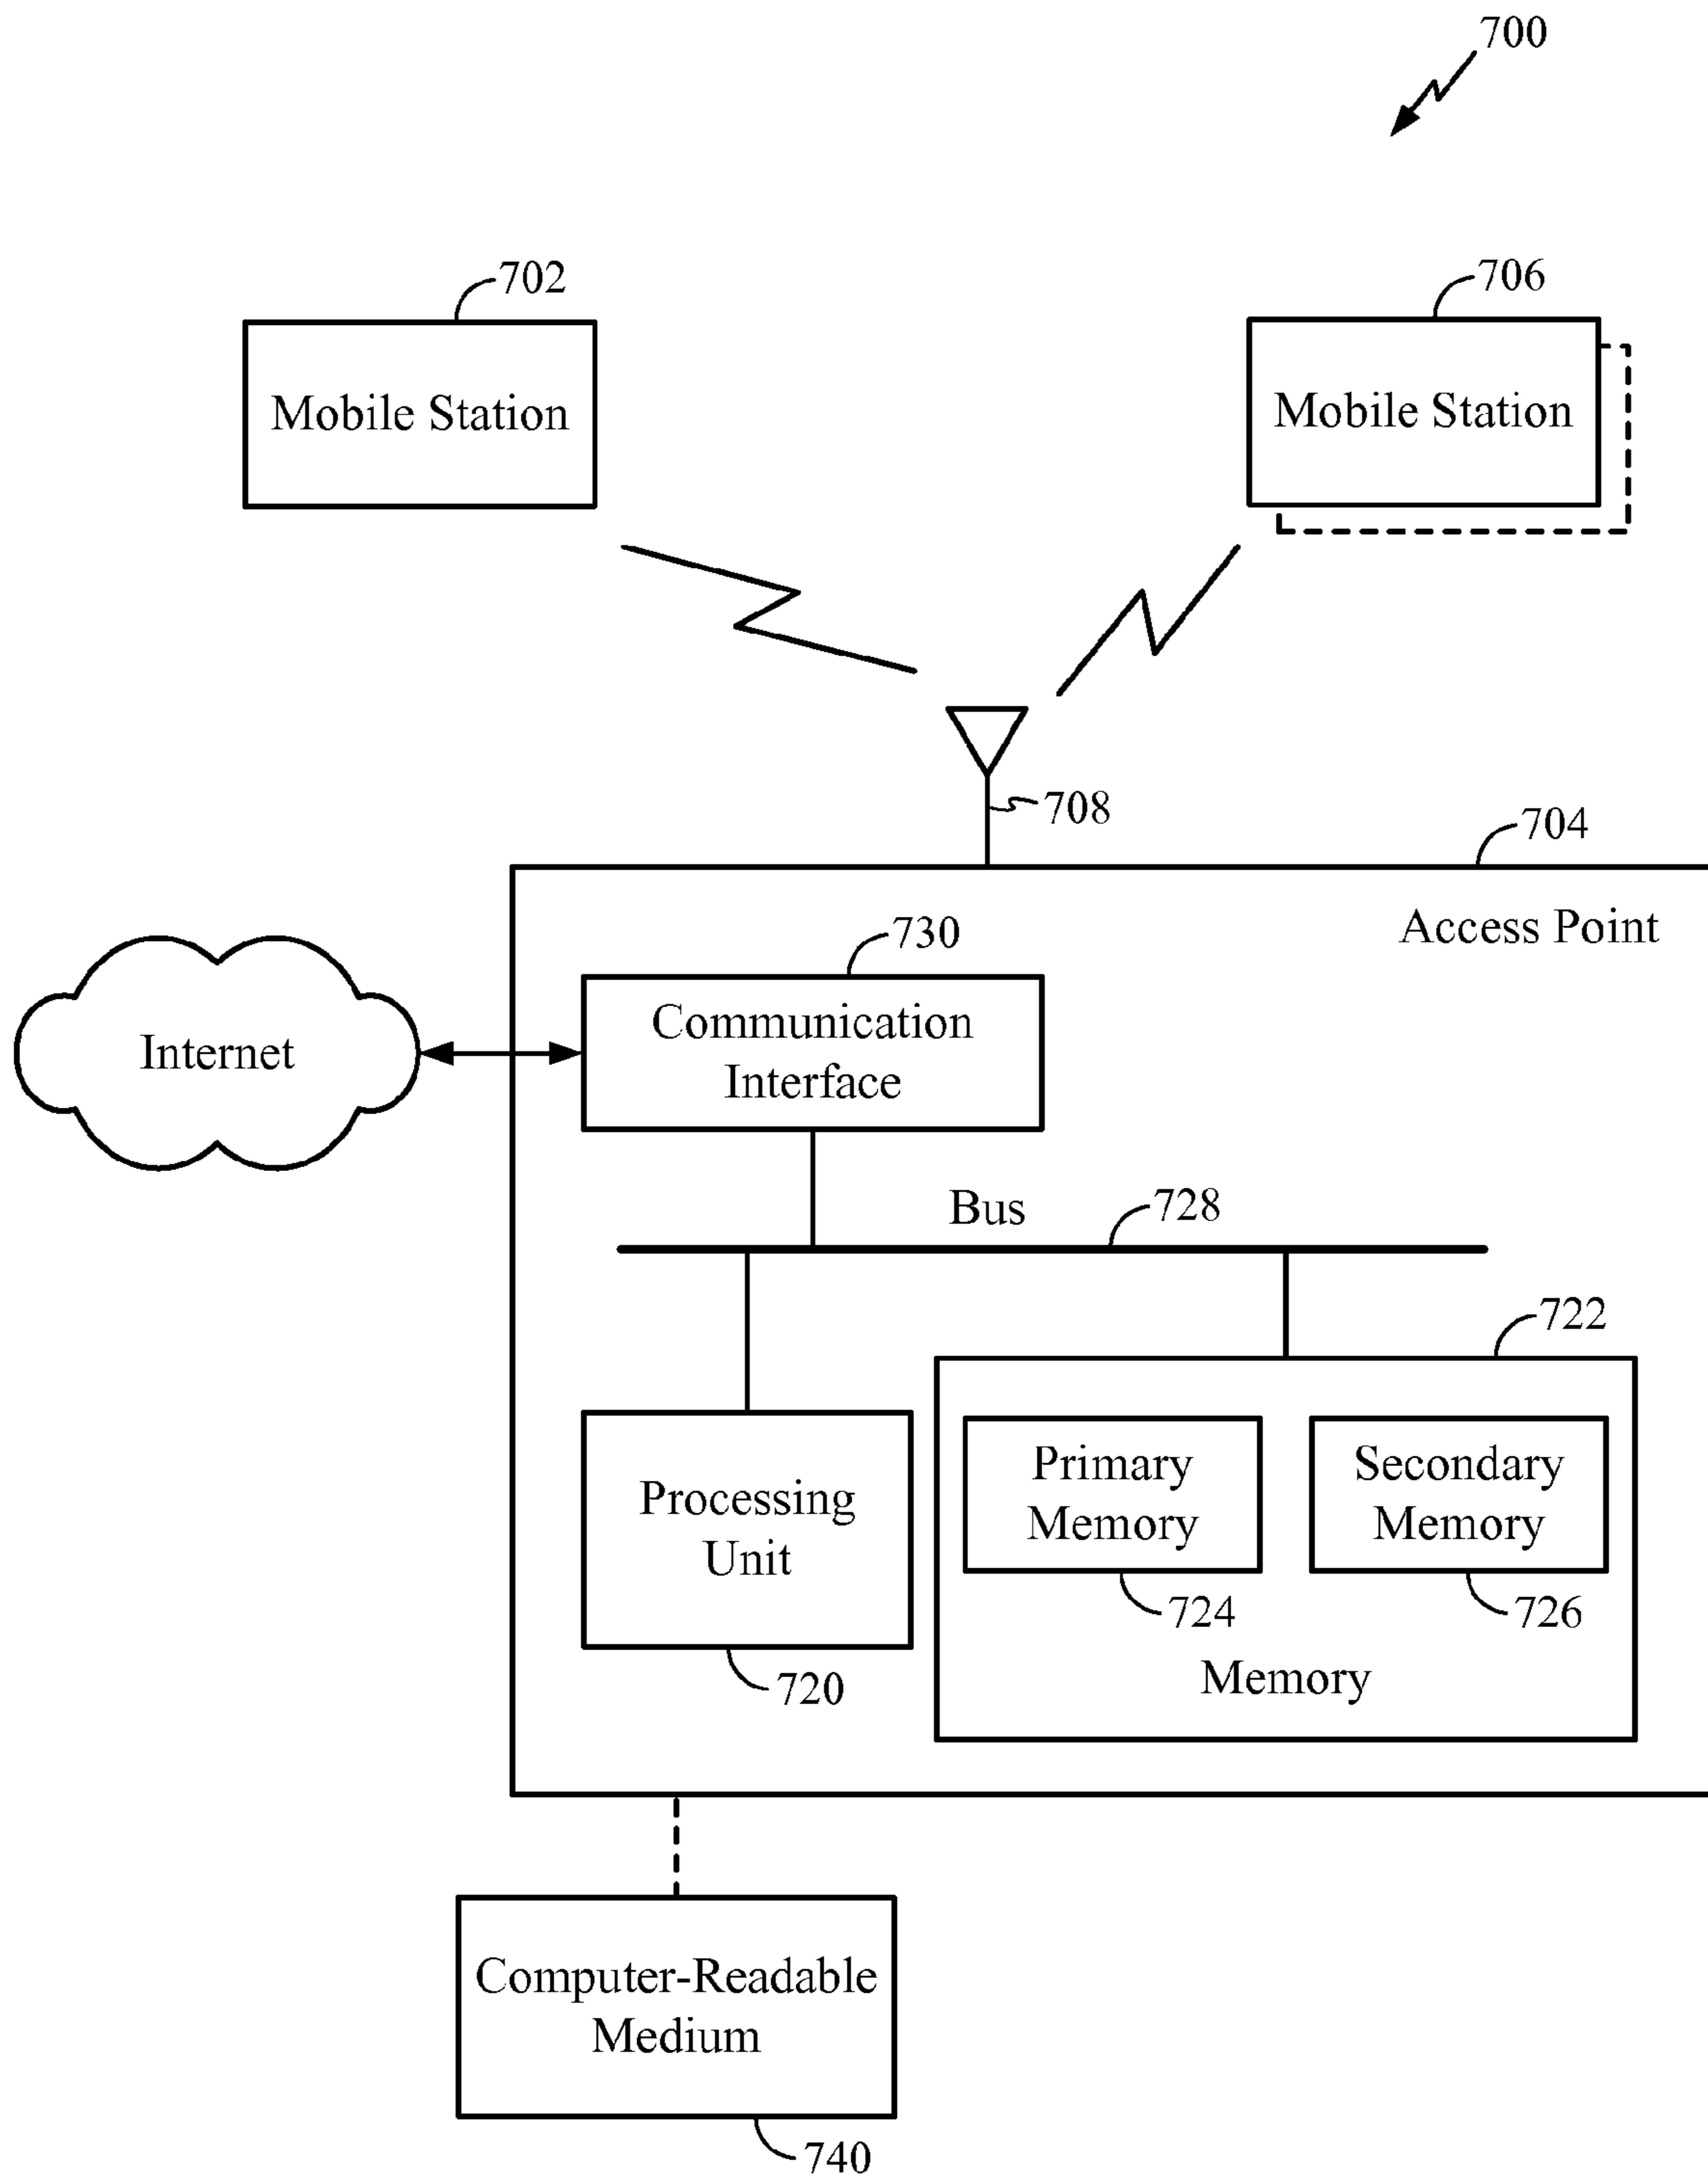 700
702
706
Mobile Station
Mobile Station
708
704
Access Point
730
Communication
Interface
Internet
Bus
728
722
Primary
Memory
Secondary
Memory
Processing
Unit
724
726
Memory
720
Computer-Readable
Medium
740